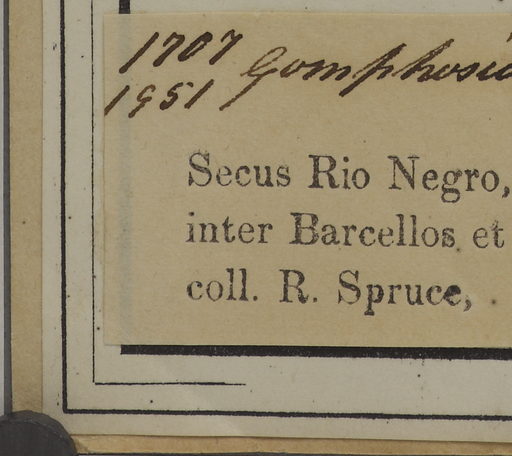 1707 Gomphosia
1951
Secus Rio Negro,
inter Barcellos et
coll. R. Spruce,